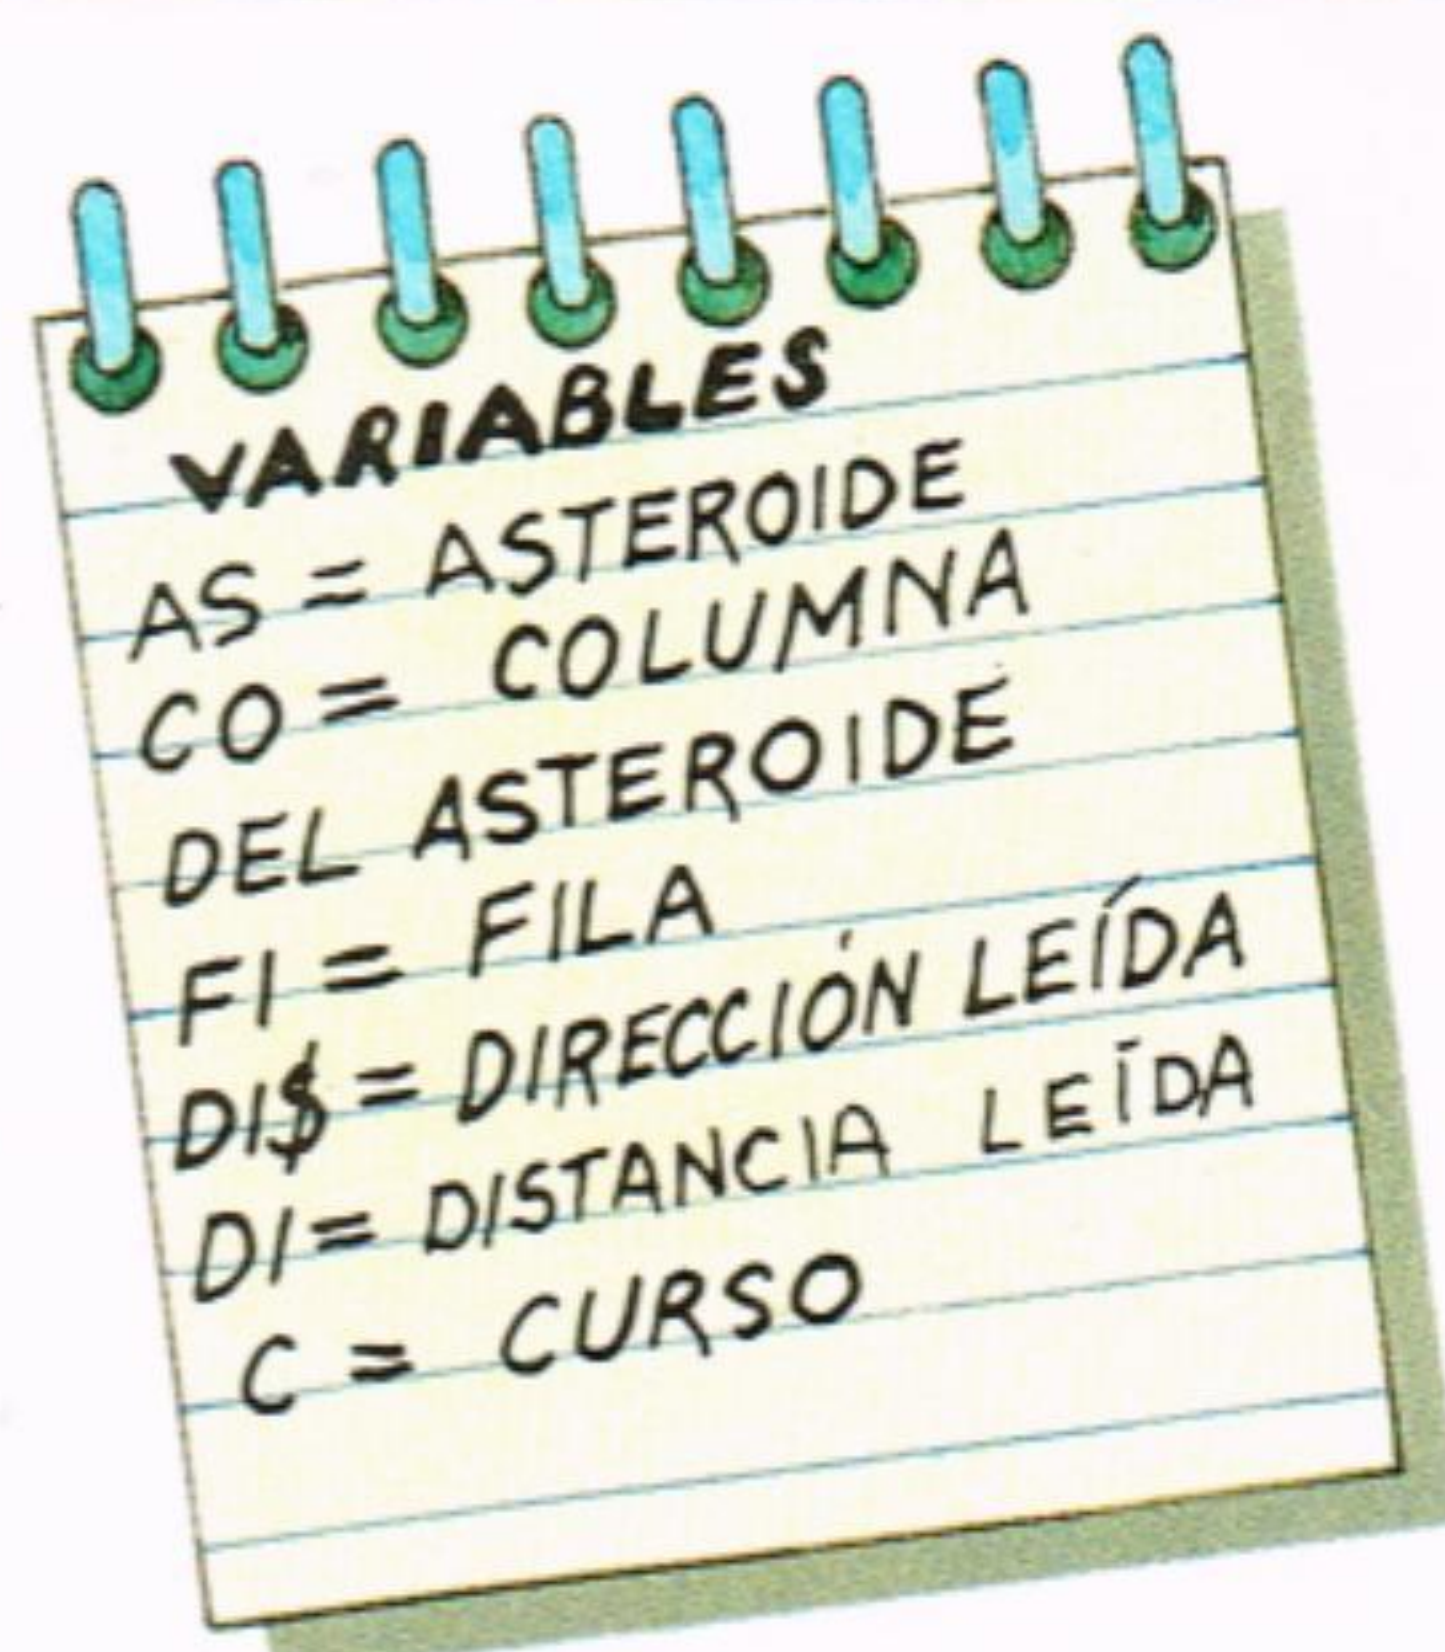 VARIABLES
AS = ASTEROIDE
CO = COLUMNA
DEL ASTEROIDE
FI = FILA
DI$ = DIRECCIÓN LEÍDA
DI = DISTANCIA LEÍDA
C = CURSO